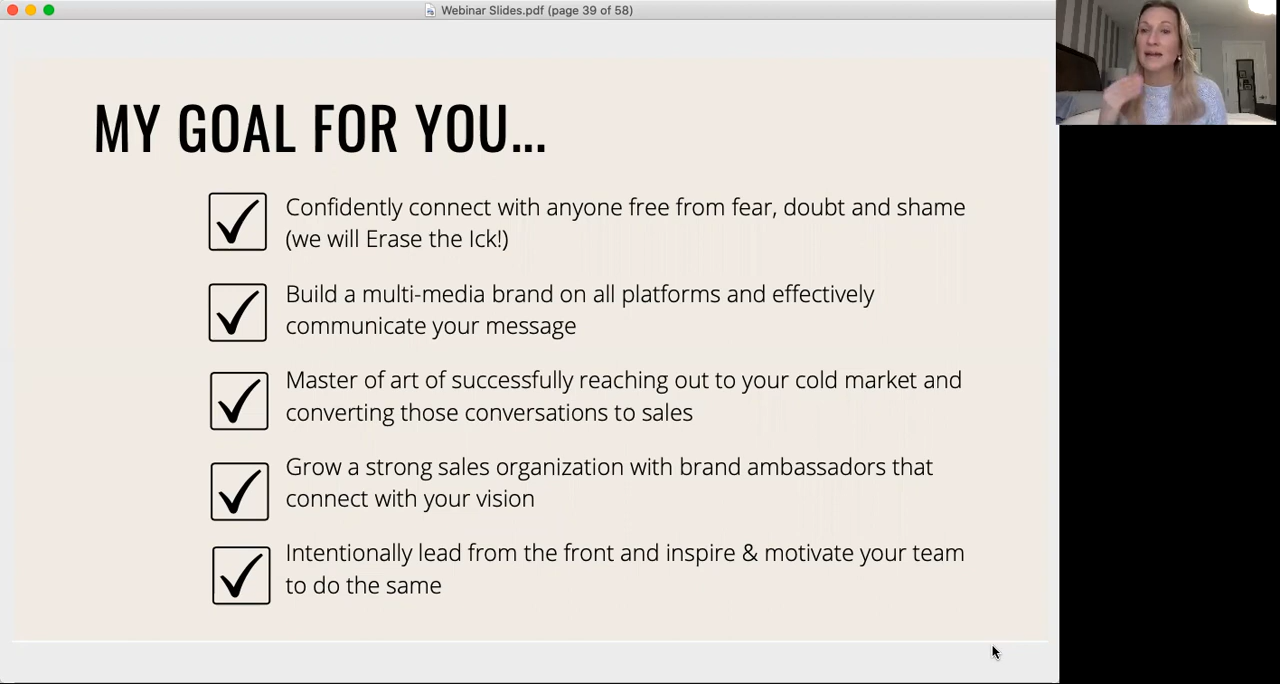 Webinar Slides.pdf (page 39 of 58)
MY GOAL FOR YOU...
Confidently connect with anyone free from fear, doubt and shame
(we will Erase the Ick!)
Build a multi-media brand on all platforms and effectively
communicate your message
Master of art of successfully reaching out to your cold market and
converting those conversations to sales
Grow a strong sales organization with brand ambassadors that
connect with your vision
Intentionally lead from the front and inspire & motivate your team
to do the same